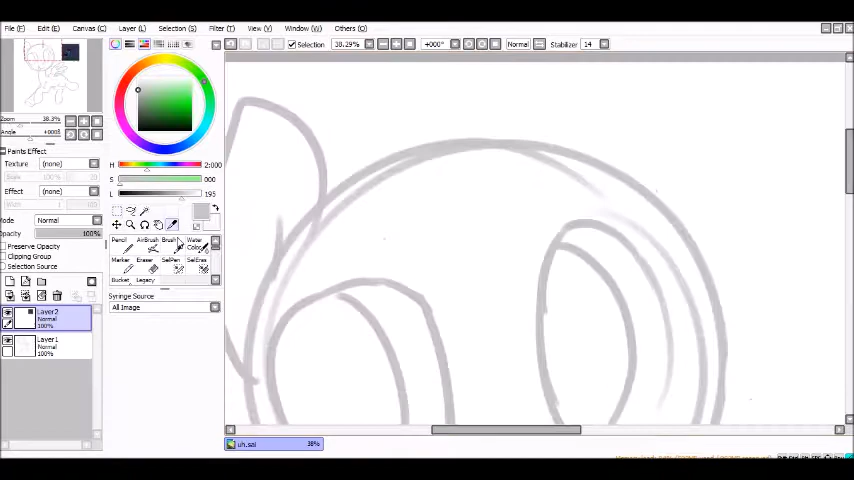 File (F) Edit (E) Canvas (C) Layer (L) Selection (S) Filter (T) View (V) Window (W) Others (O)
Selection 38.29% +000° Normal Stabilizer 14
Zoom 38.3%
Angle +000θ
Paints Effect
Texture (none)
Scale
Effect (none)
Width
Mode Normal
Opacity 100%
Preserve Opacity
Clipping Group
Selection Source
Layer2
Normal
100%
Layer1
Normal
100%
H 2:000
S 000
L 195
Pencil AirBrush Brush Water Color
Marker Eraser SelPen SelEras
Bucket Legacy
Syringe Source
All Image
uh.sai 38%